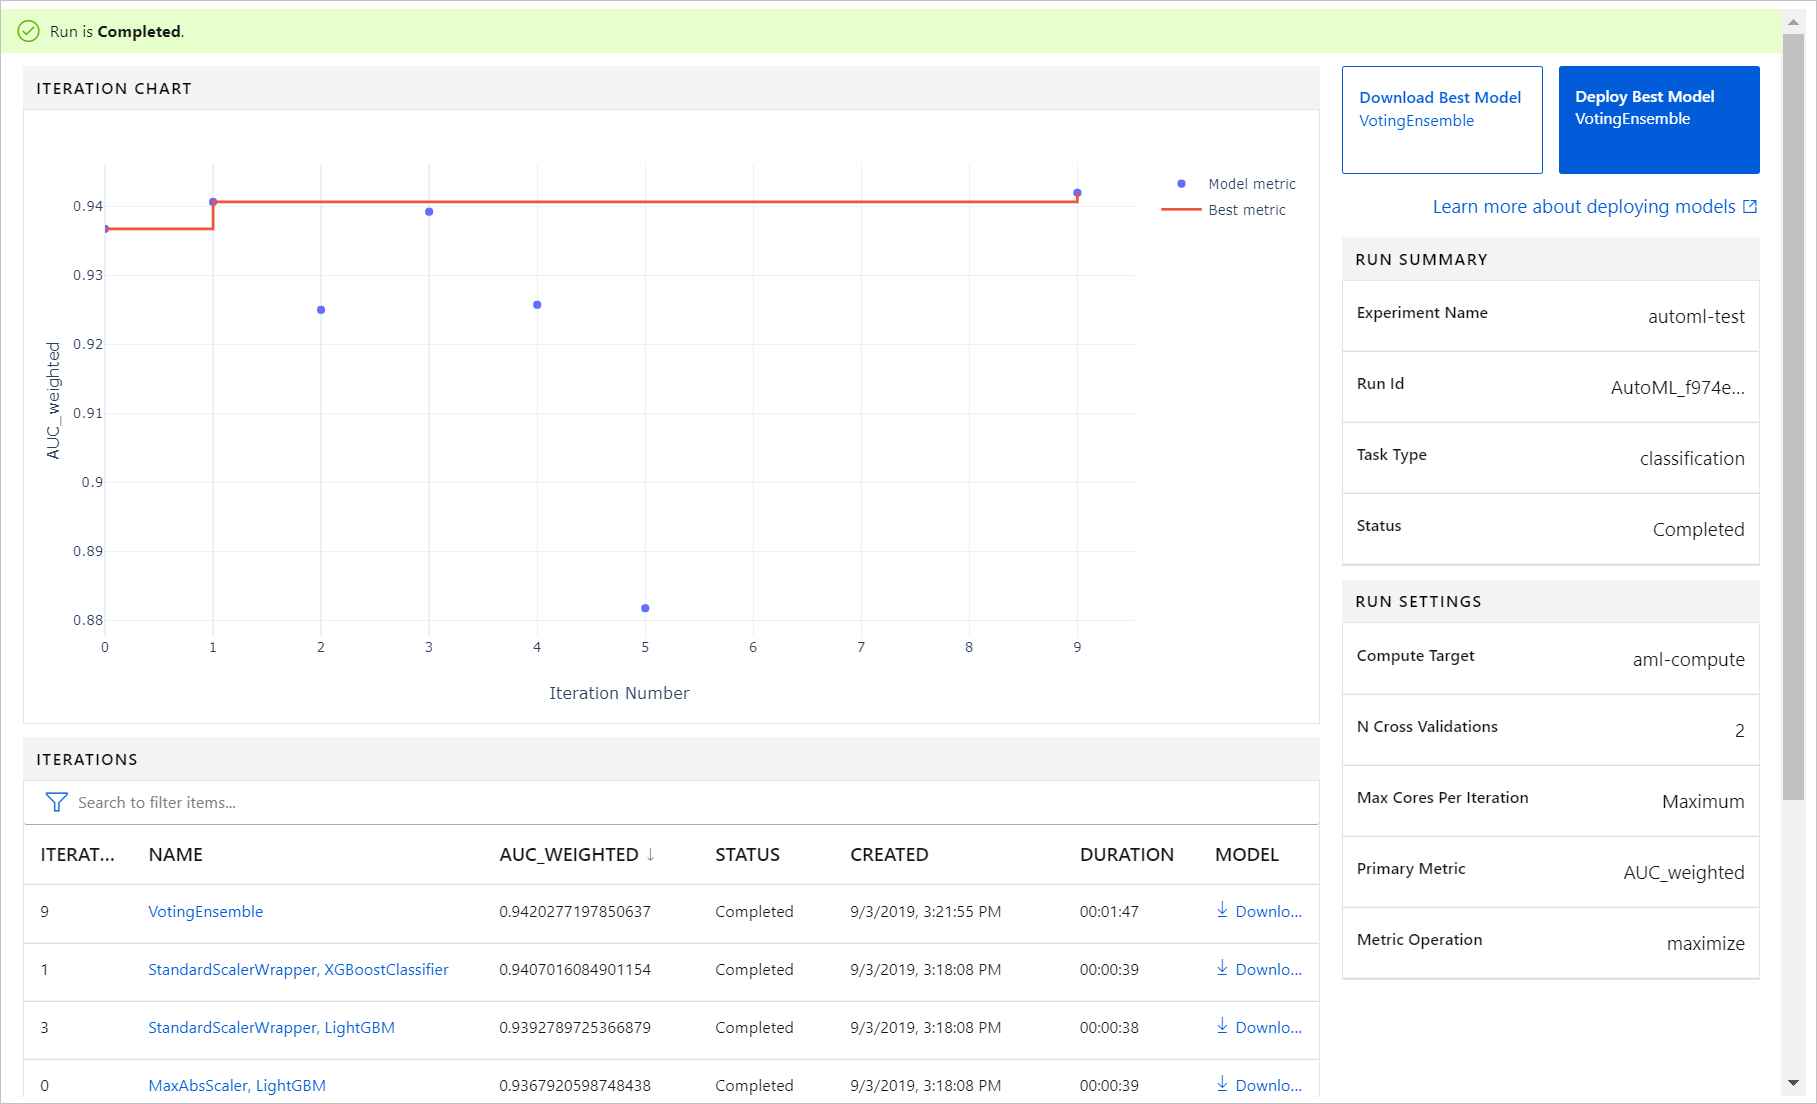 Run is Completed.
ITERATION CHART
0.94
0.93
0.92
0.91
0.9
0.89
0.88
AUC_weighted
0 1 2 3 4 5 6 7 8 9
Iteration Number
Model metric
Best metric
ITERATIONS
Search to filter items...
ITERAT... NAME AUC_WEIGHTED ↓ STATUS CREATED DURATION MODEL
9 VotingEnsemble 0.9420277197850637 Completed 9/3/2019, 3:21:55 PM 00:01:47 Downlo...
1 StandardScalerWrapper, XGBoostClassifier 0.9407016084901154 Completed 9/3/2019, 3:18:08 PM 00:00:39 Downlo...
3 StandardScalerWrapper, LightGBM 0.9392789725366879 Completed 9/3/2019, 3:18:08 PM 00:00:38 Downlo...
0 MaxAbsScaler, LightGBM 0.9367920598748438 Completed 9/3/2019, 3:18:08 PM 00:00:39 Downlo...
Download Best Model
VotingEnsemble
Deploy Best Model
VotingEnsemble
Learn more about deploying models
RUN SUMMARY
Experiment Name automl-test
Run Id AutoML_f974e...
Task Type classification
Status Completed
RUN SETTINGS
Compute Target aml-compute
N Cross Validations 2
Max Cores Per Iteration Maximum
Primary Metric AUC_weighted
Metric Operation maximize